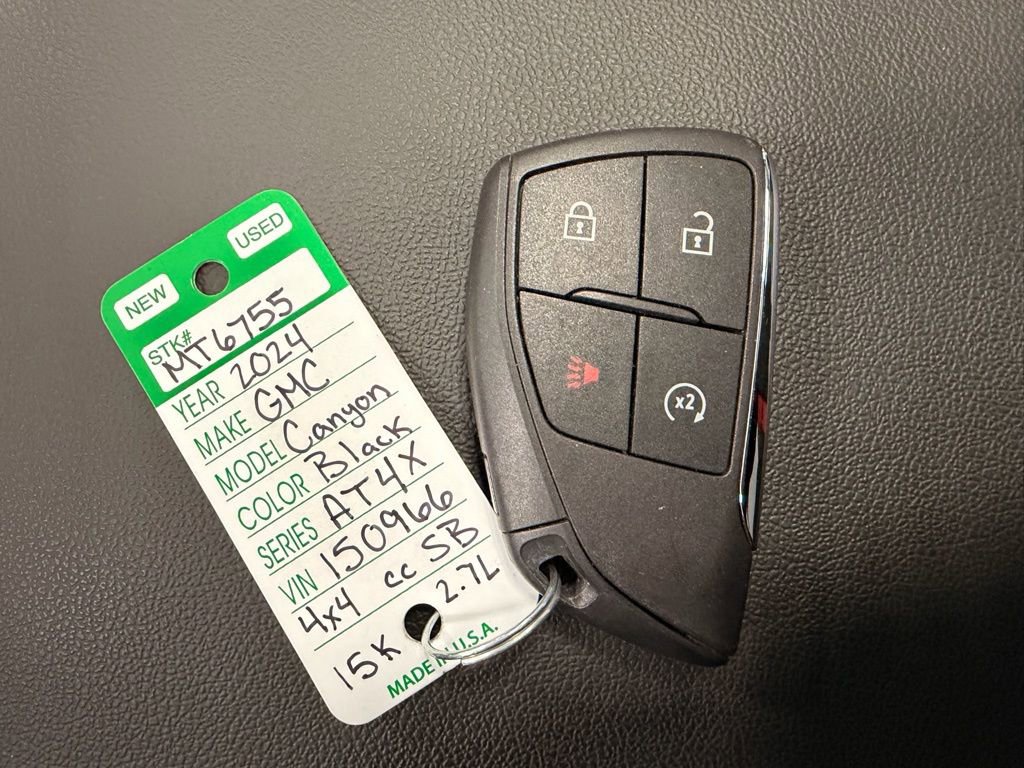 NEW USED
STK# MT6755
YEAR 2024
MAKE GMC
MODEL Canyon
COLOR Black
SERIES AT4X
VIN 150966
4x4 cc SB
15K 2.7L
MADE IN U.S.A.
x2